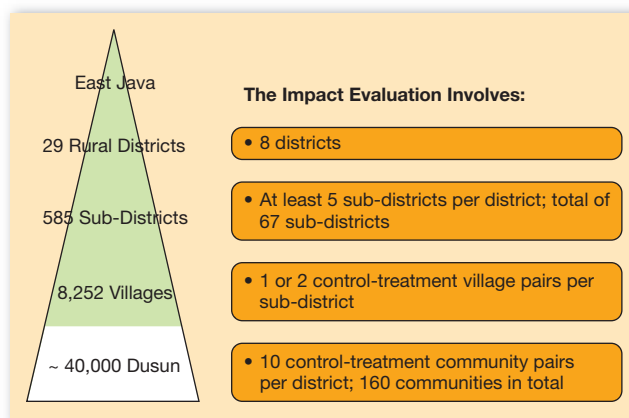 East Java
The Impact Evaluation Involves:
29 Rural Districts
• 8 districts
585 Sub-Districts
• At least 5 sub-districts per district; total of
67 sub-districts
8,252 Villages
• 1 or 2 control-treatment village pairs per
sub-district
~ 40,000 Dusun
• 10 control-treatment community pairs
per district; 160 communities in total